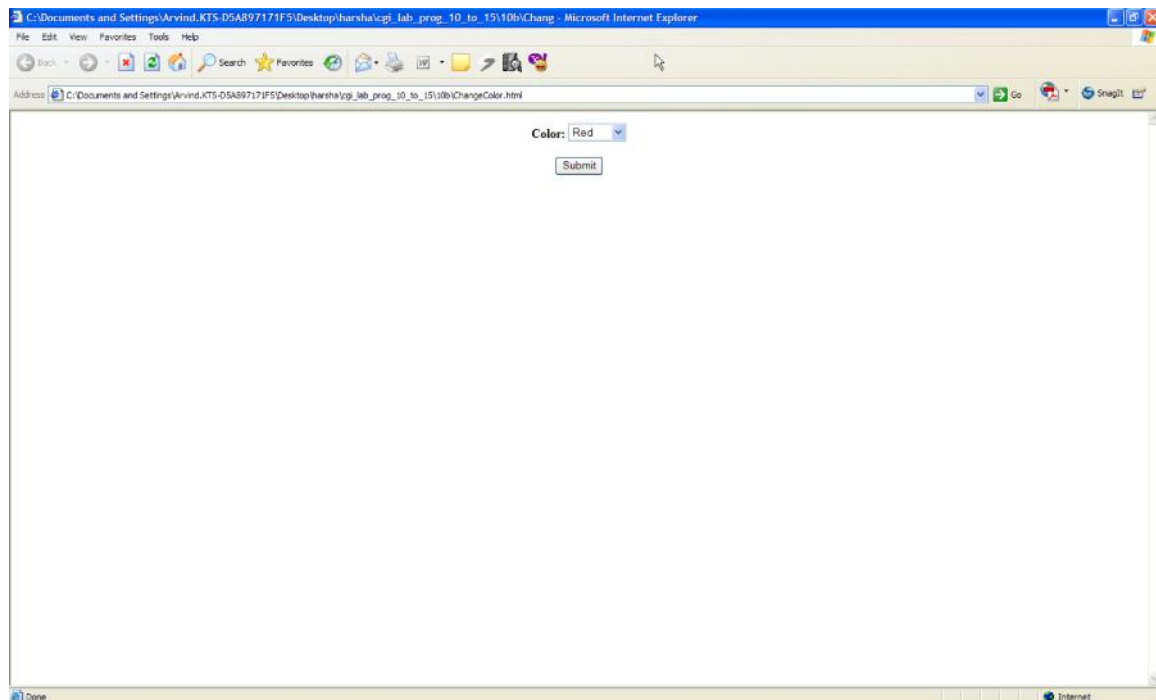 C:\Documents and Settings\Arvind.KTS-D5A897171F5\Desktop\harsha\cgi_lab_prog_10_to_15\10b\Chang - Microsoft Internet Explorer
File Edit View Favorites Tools Help
Back Search Favorites
Address C:\Documents and Settings\Arvind.KTS-D5A897171F5\Desktop\harsha\cgi_lab_prog_10_to_15\10b\ChangeColor.html Go SnagIt
Color: Red
Submit
Done Internet